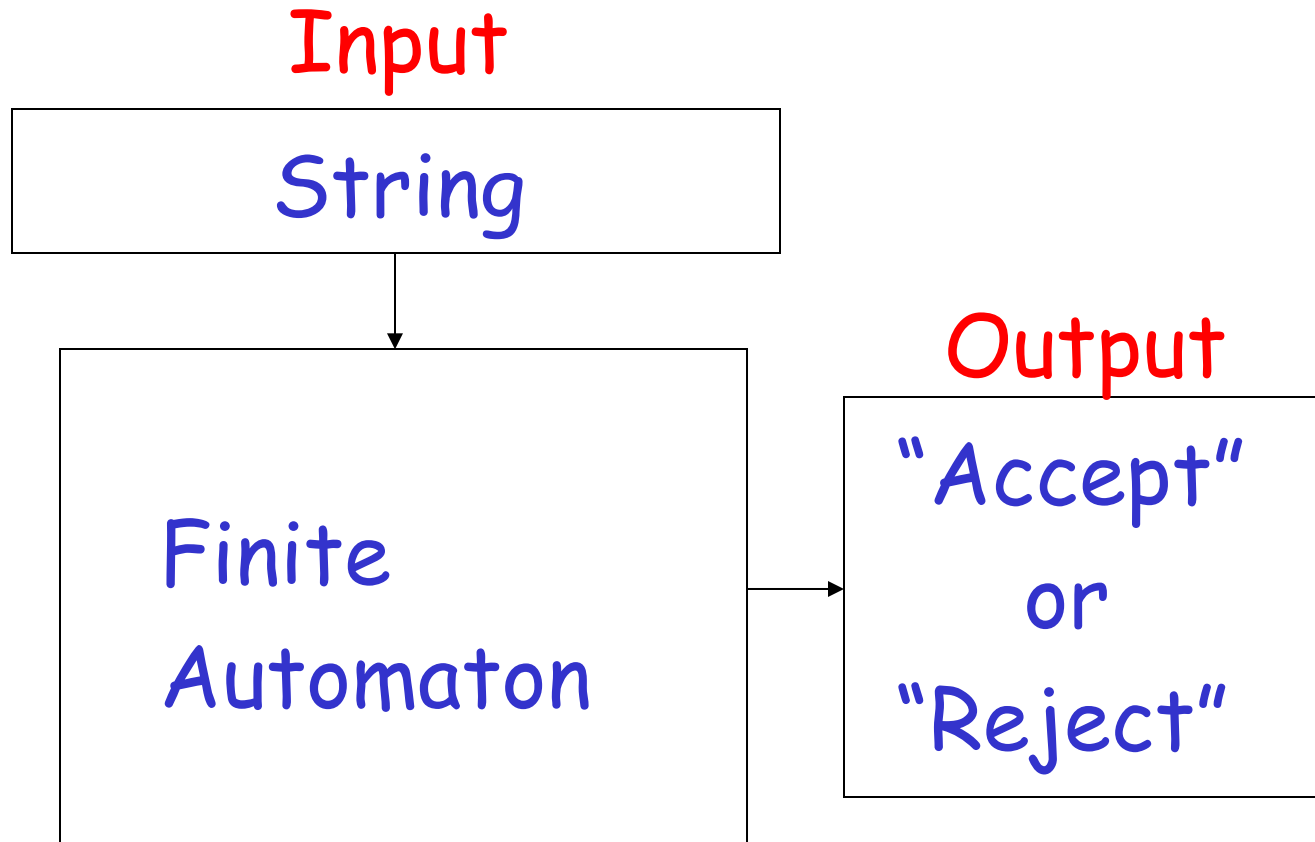 Input
String
Finite
Automaton
Output
“Accept”
or
“Reject”